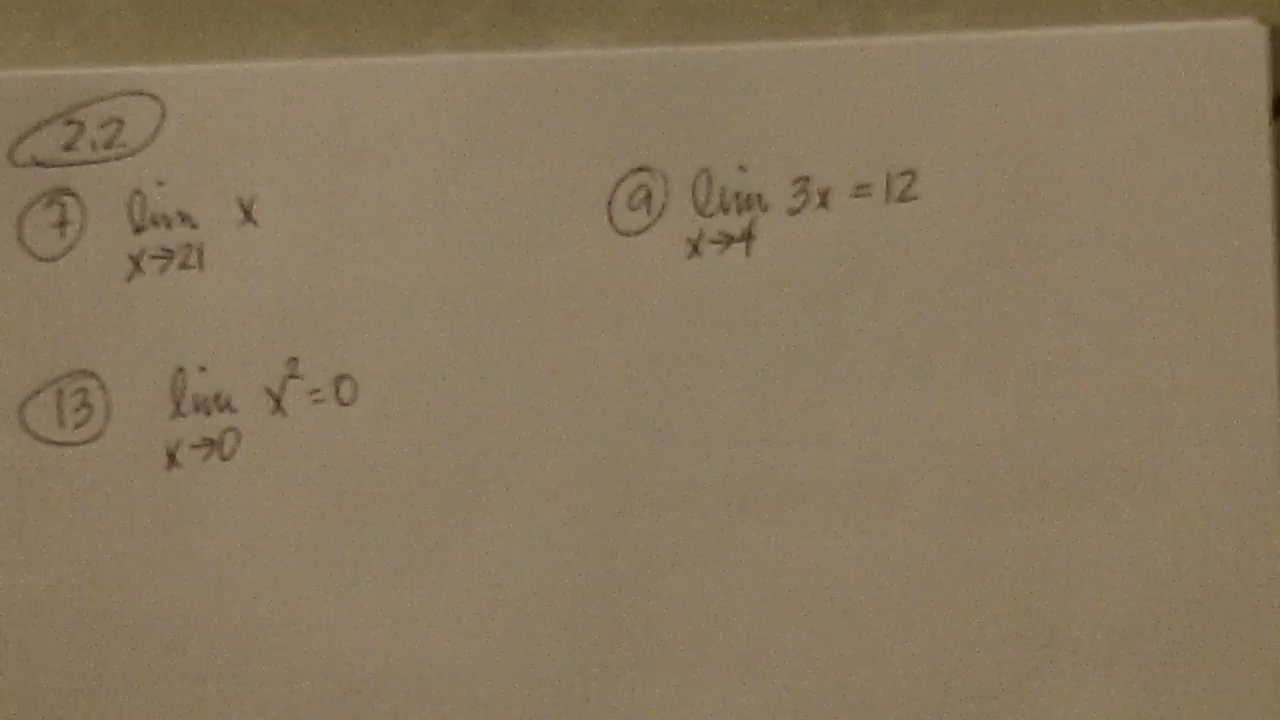 2.2
7 lim x
x→21
9 lim 3x = 12
x→4
13 lim x² = 0
x→0